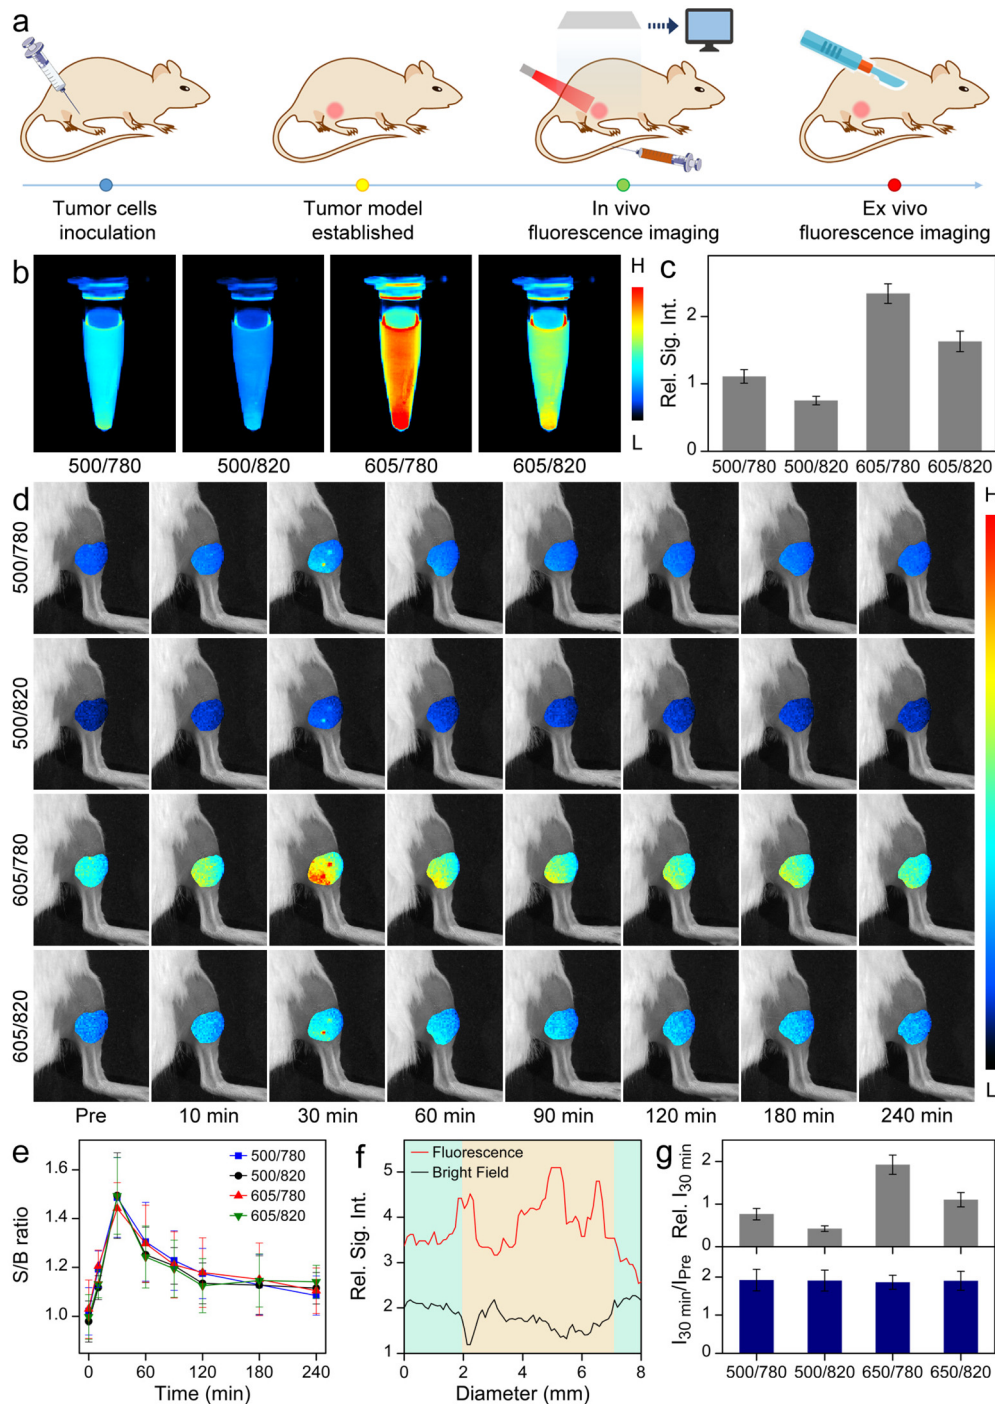 a
Tumor cells
inoculation
Tumor model
established
In vivo
fluorescence imaging
Ex vivo
fluorescence imaging
b
500/780
500/820
605/780
605/820
H
L
c
Rel. Sig. Int.
2
1
0
500/780 500/820 605/780 605/820
d
500/780
500/820
605/780
605/820
H
L
Pre 10 min 30 min 60 min 90 min 120 min 180 min 240 min
e
S/B ratio
1.6
1.4
1.2
1.0
500/780
500/820
605/780
605/820
0 60 120 180 240
Time (min)
f
Rel. Sig. Int.
5
4
3
2
1
Fluorescence
Bright Field
0 2 4 6 8
Diameter (mm)
g
Rel. I30 min
2
1
0
I30 min/IPre
2
1
0
500/780 500/820 650/780 650/820